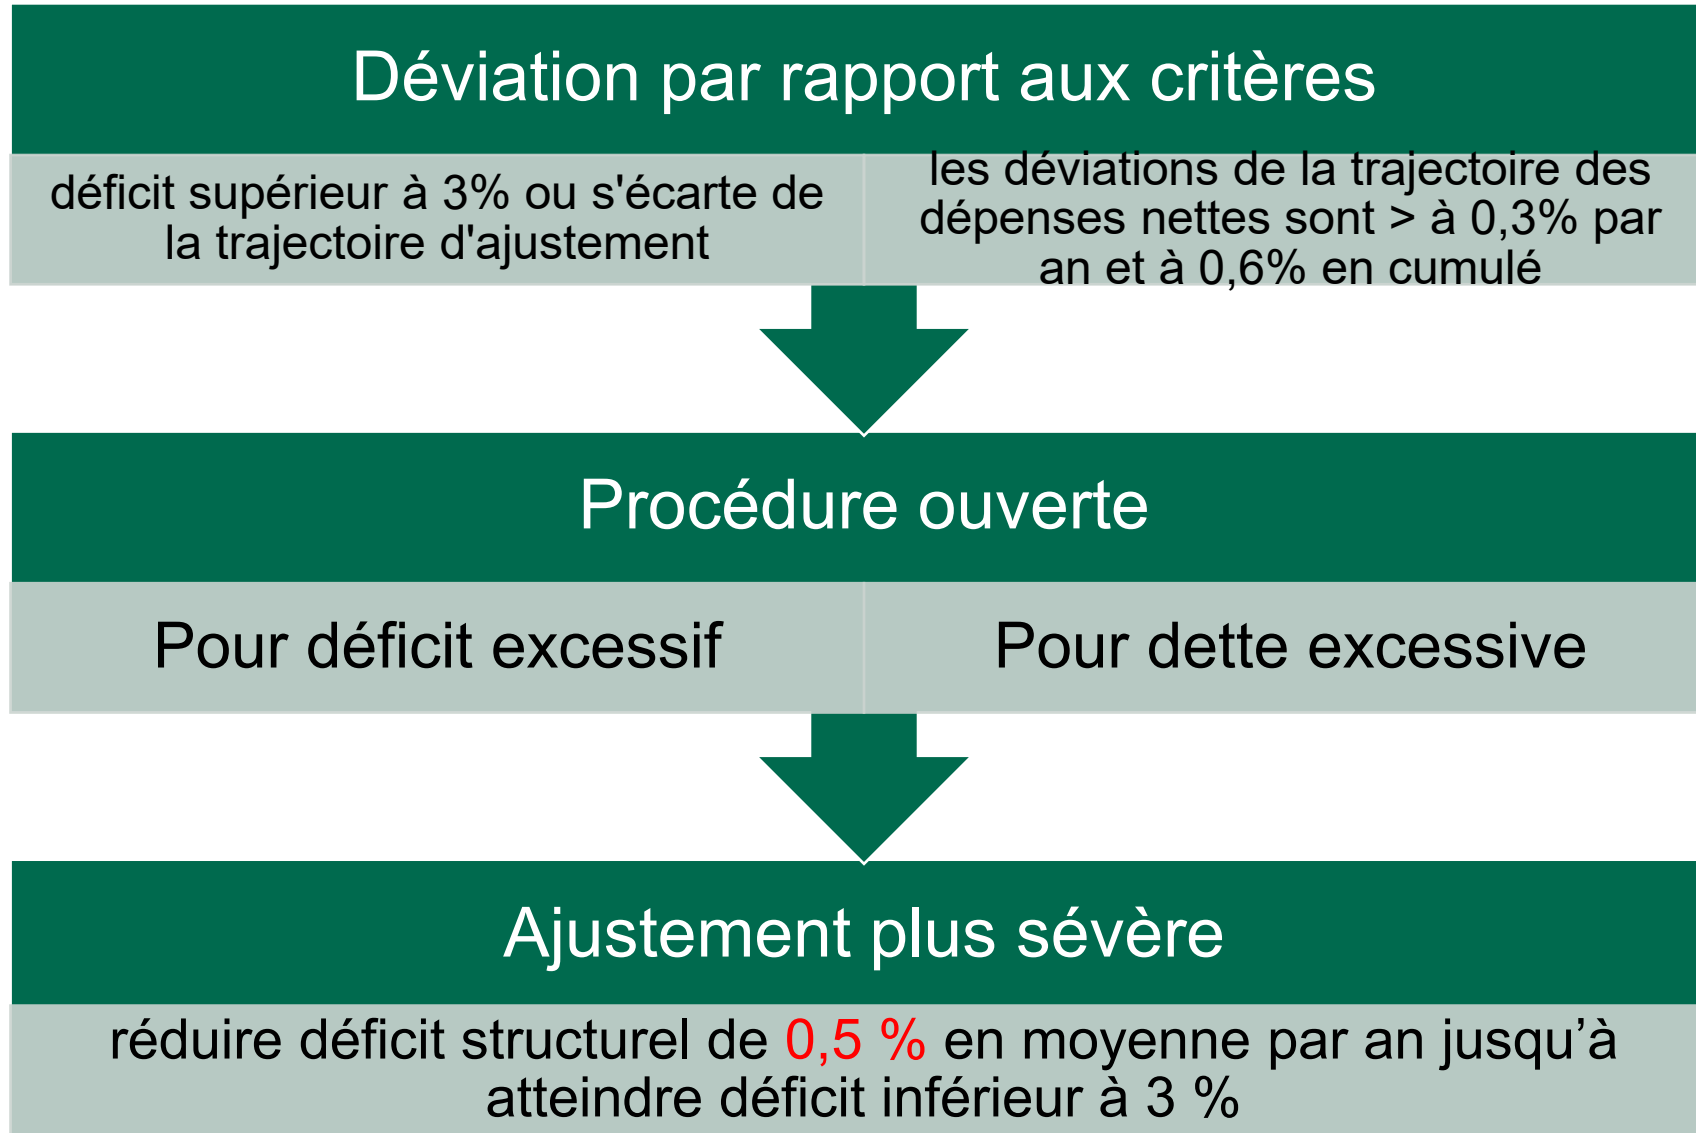 Déviation par rapport aux critères
déficit supérieur à 3% ou s'écarte de
la trajectoire d'ajustement
les déviations de la trajectoire des
dépenses nettes sont > à 0,3% par
an et à 0,6% en cumulé
Procédure ouverte
Pour déficit excessif
Pour dette excessive
Ajustement plus sévère
réduire déficit structurel de 0,5 % en moyenne par an jusqu’à
atteindre déficit inférieur à 3 %